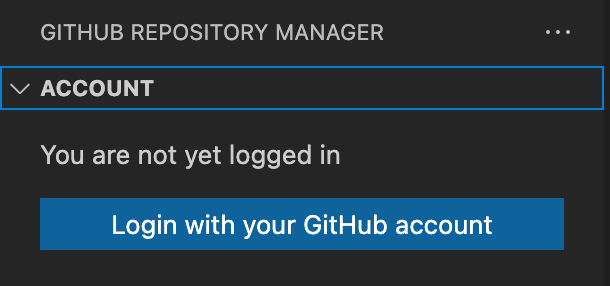 GITHUB REPOSITORY MANAGER
ACCOUNT
You are not yet logged in
Login with your GitHub account